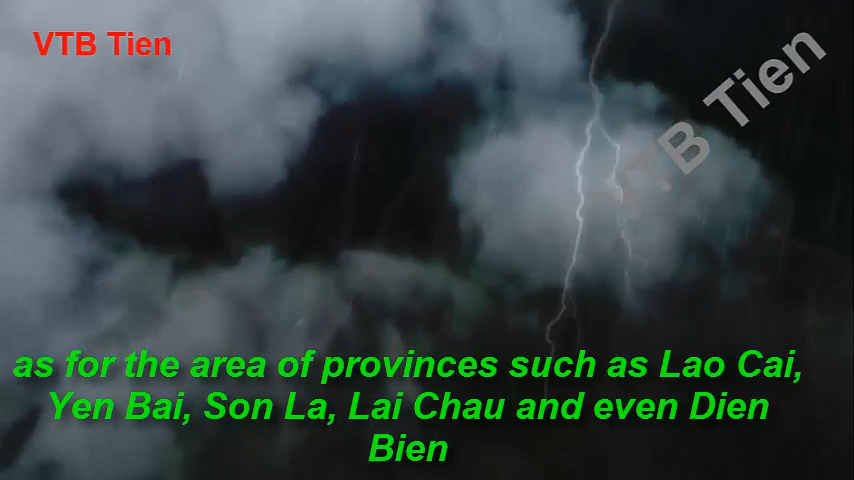 VTB Tien
VTB Tien
as for the area of provinces such as Lao Cai,
Yen Bai, Son La, Lai Chau and even Dien
Bien